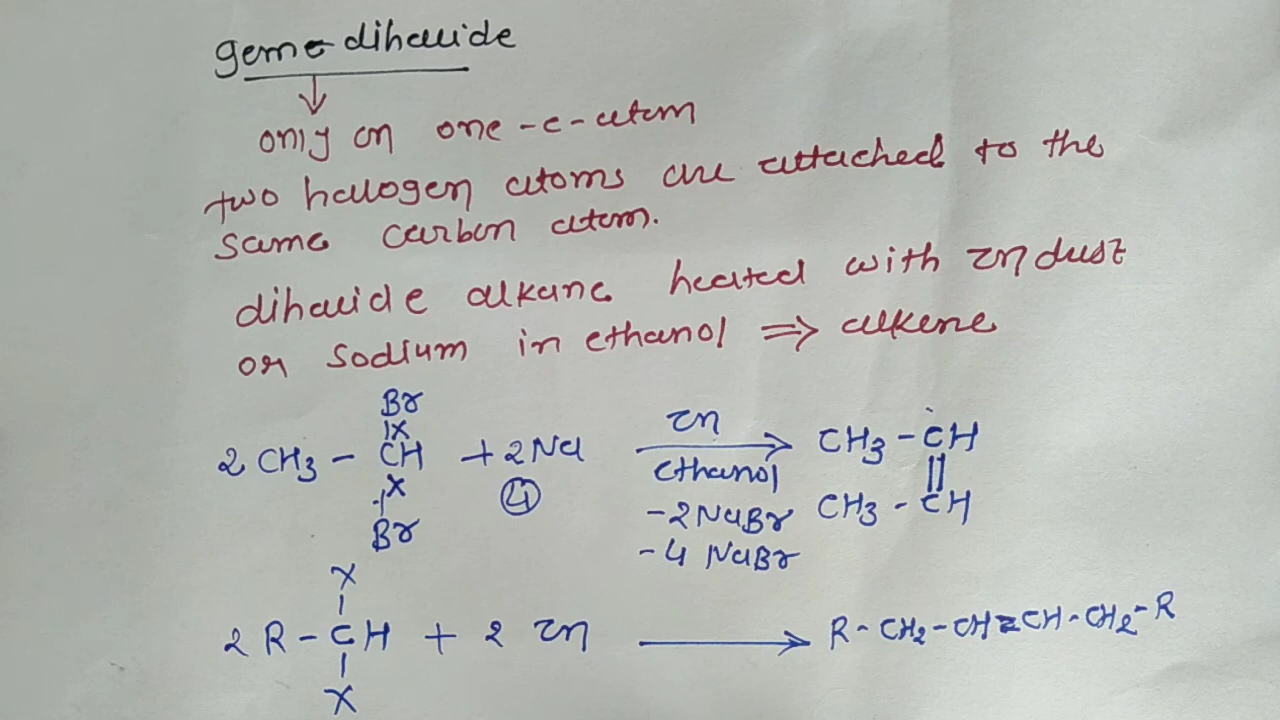 geme dihalide
only on one-c-atom
two halogen atoms are attached to the
same carbon atom.
dihalide alkane heated with zn dust
or sodium in ethanol ⇒ alkene
Br
2 CH3 - CH + 2Na zn CH3 - CH
④ ethanol ||
Br -2NaBr CH3 - CH
-4 NaBr
X
2 R - CH + 2 zn ⟶ R - CH2 - CH = CH - CH2 - R
X